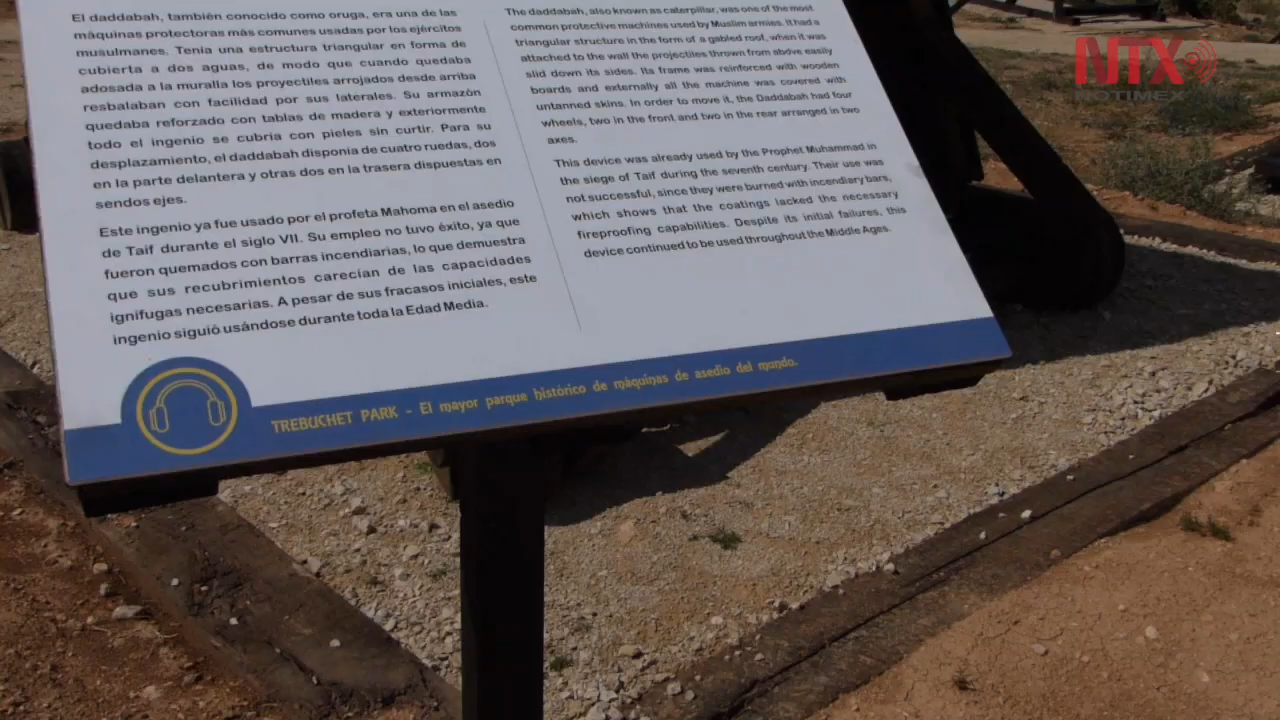 El daddabah, también conocido como oruga, era una de las
máquinas protectoras más comunes usadas por los ejércitos
musulmanes. Tenía una estructura triangular en forma de
cubierta a dos aguas, de modo que cuando quedaba
adosada a la muralla los proyectiles arrojados desde arriba
resbalaban con facilidad por sus laterales. Su armazón
quedaba reforzado con tablas de madera y exteriormente
todo el ingenio se cubría con pieles sin curtir. Para su
desplazamiento, el daddabah disponía de cuatro ruedas, dos
en la parte delantera y otras dos en la trasera dispuestas en
sendos ejes.
Este ingenio ya fue usado por el profeta Mahoma en el asedio
de Taif durante el siglo VII. Su empleo no tuvo éxito, ya que
fueron quemados con barras incendiarias, lo que demuestra
que sus recubrimientos carecían de las capacidades
ignífugas necesarias. A pesar de sus fracasos iniciales, este
ingenio siguió usándose durante toda la Edad Media.
The daddabah, also known as caterpillar, was one of the most
common protective machines used by Muslim armies. It had a
triangular structure in the form of a gabled roof, when it was
attached to the wall the projectiles thrown from above easily
slid down its sides. Its frame was reinforced with wooden
boards and externally all the machine was covered with
untanned skins. In order to move it, the Daddabah had four
wheels, two in the front and two in the rear arranged in two
axes.
This device was already used by the Prophet Muhammad in
the siege of Taif during the seventh century. Their use was
not successful, since they were burned with incendiary bars,
which shows that the coatings lacked the necessary
fireproofing capabilities. Despite its initial failures, this
device continued to be used throughout the Middle Ages.
TREBUCHET PARK - El mayor parque histórico de máquinas de asedio del mundo.
NTX
NOTIMEX